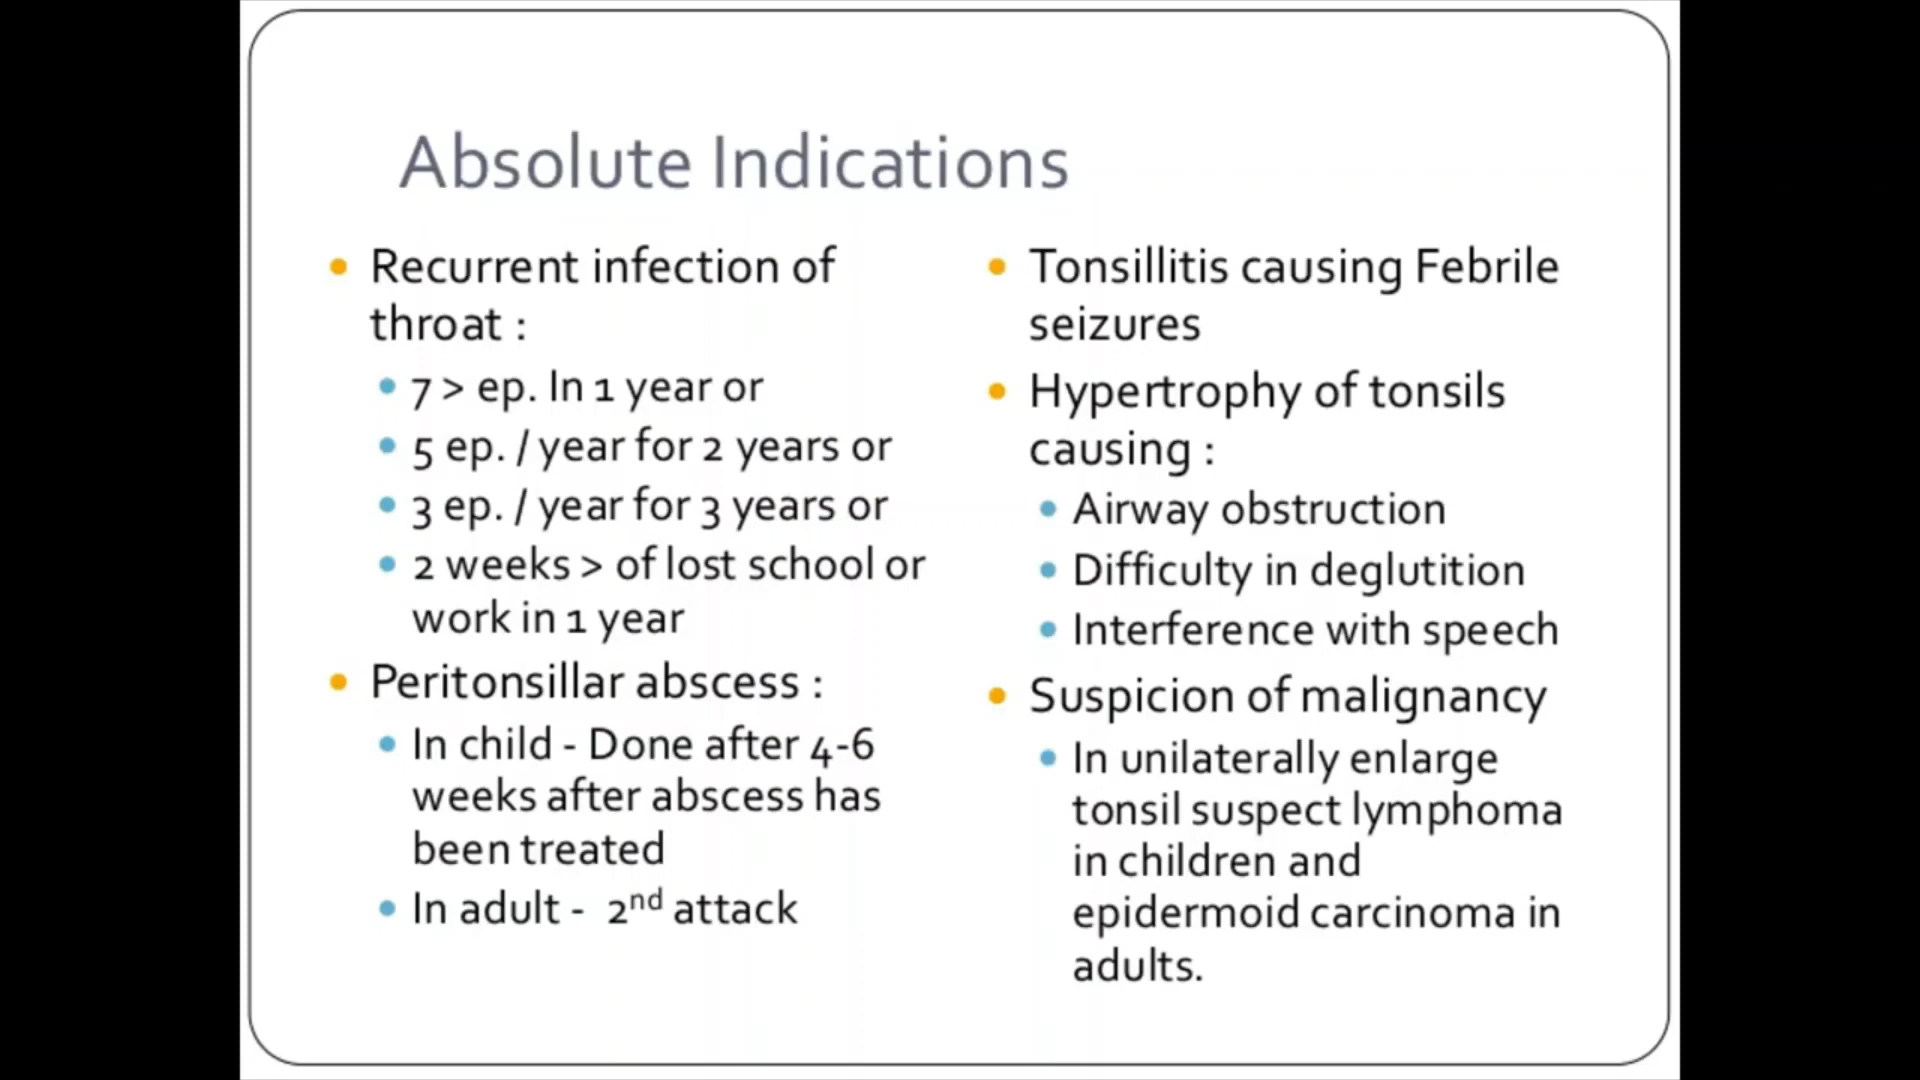 Absolute Indications
Recurrent infection of
throat :
7 > ep. In 1 year or
5 ep. / year for 2 years or
3 ep. / year for 3 years or
2 weeks > of lost school or
work in 1 year
Peritonsillar abscess :
In child - Done after 4-6
weeks after abscess has
been treated
In adult - 2nd attack
Tonsillitis causing Febrile
seizures
Hypertrophy of tonsils
causing :
Airway obstruction
Difficulty in deglutition
Interference with speech
Suspicion of malignancy
In unilaterally enlarge
tonsil suspect lymphoma
in children and
epidermoid carcinoma in
adults.